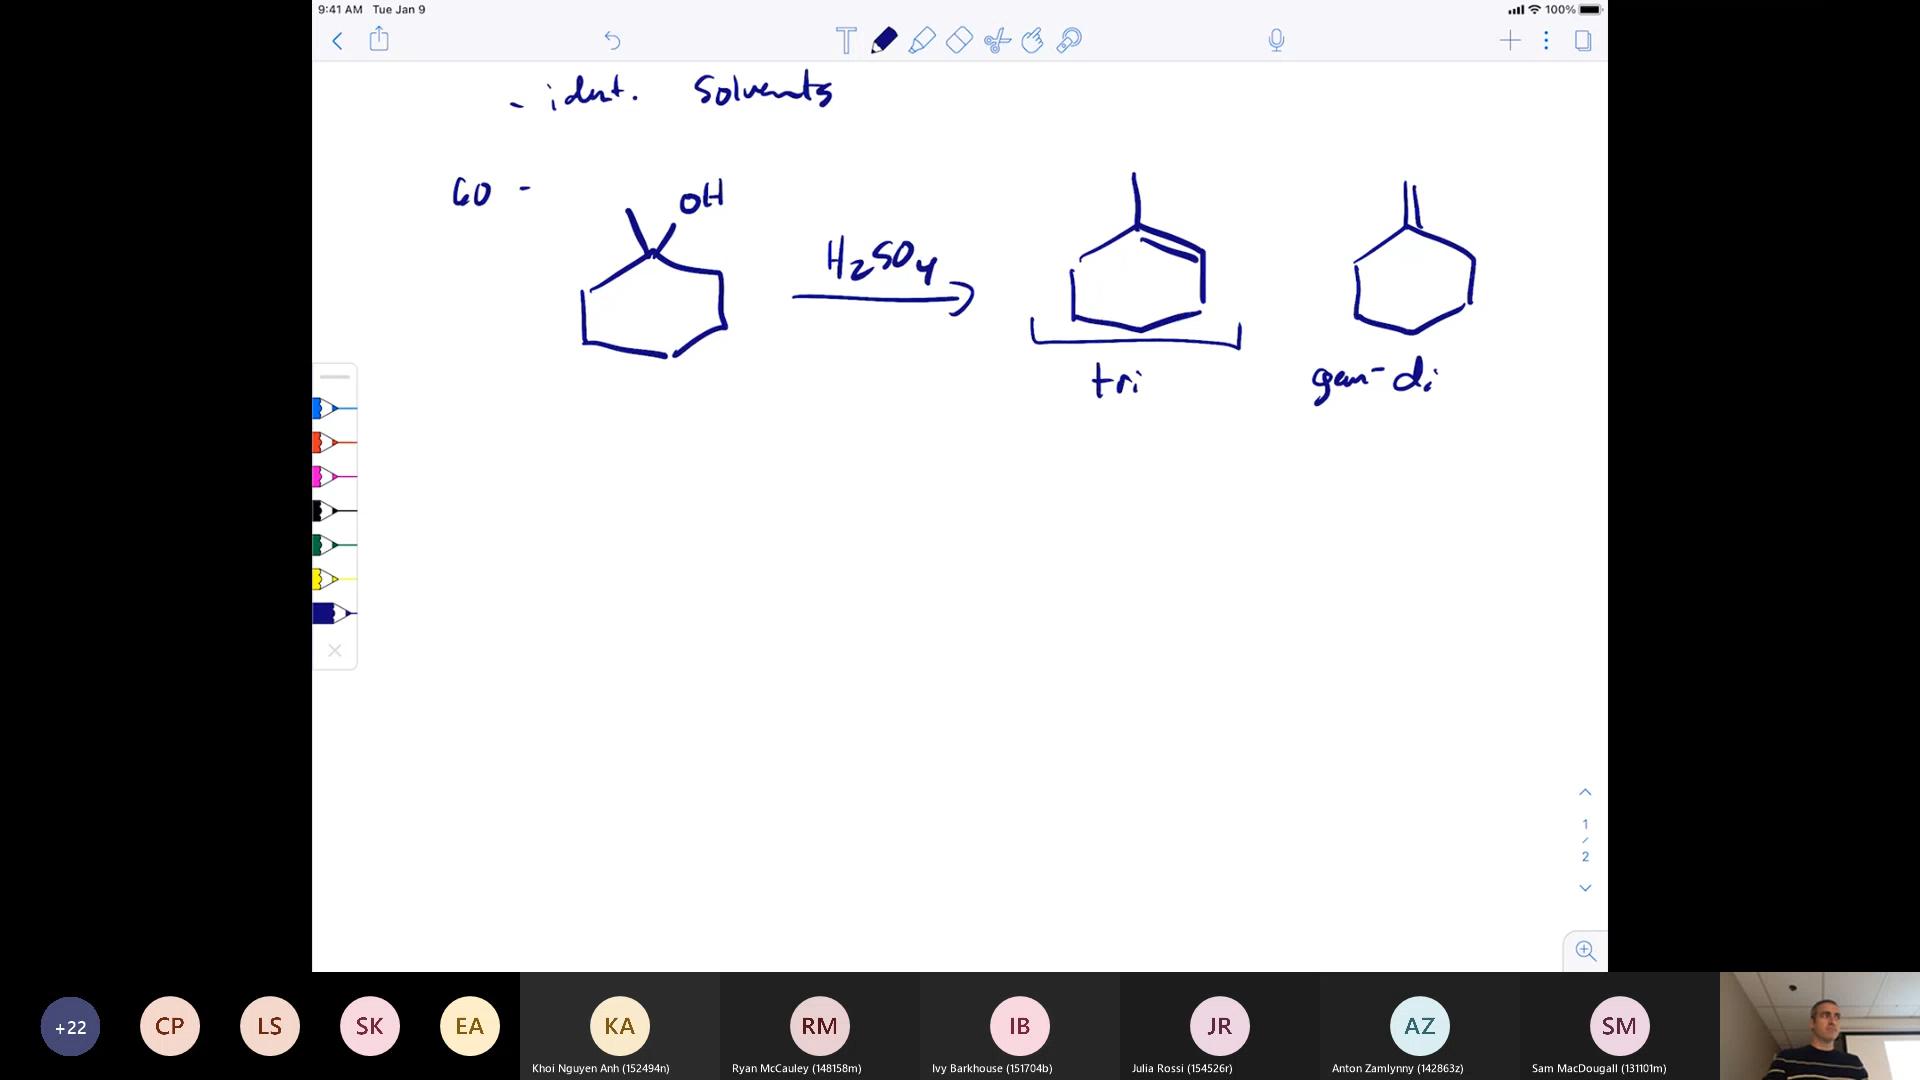 9:41 AM Tue Jan 9
100%
- ident. Solvents
60 -
OH
H2SO4
tri
gem-di
1
/
2
+22
CP
LS
SK
EA
KA
RM
IB
JR
AZ
SM
Khoi Nguyen Anh (152494n)
Ryan McCauley (148158m)
Ivy Barkhouse (151704b)
Julia Rossi (154526r)
Anton Zamlynny (142863z)
Sam MacDougall (131101m)